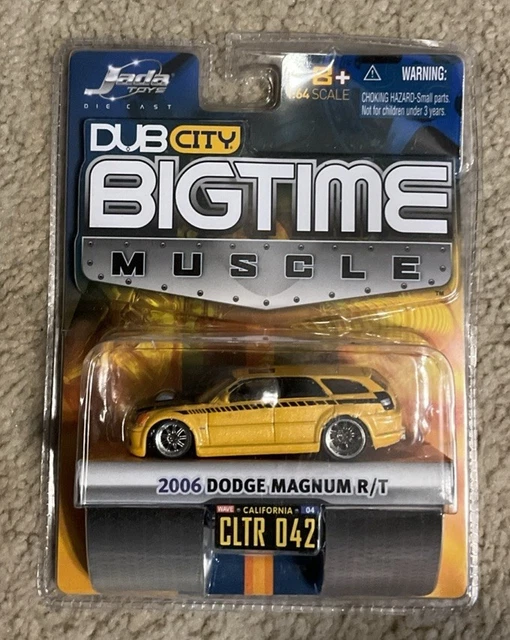 Jada
TOYS
DIE CAST
8+
:64 SCALE
WARNING:
CHOKING HAZARD-Small parts.
Not for children under 3 years.
DUB CITY
BIGTIME
MUSCLE
2006 DODGE MAGNUM R/T
WAVE CALIFORNIA 04
CLTR 042